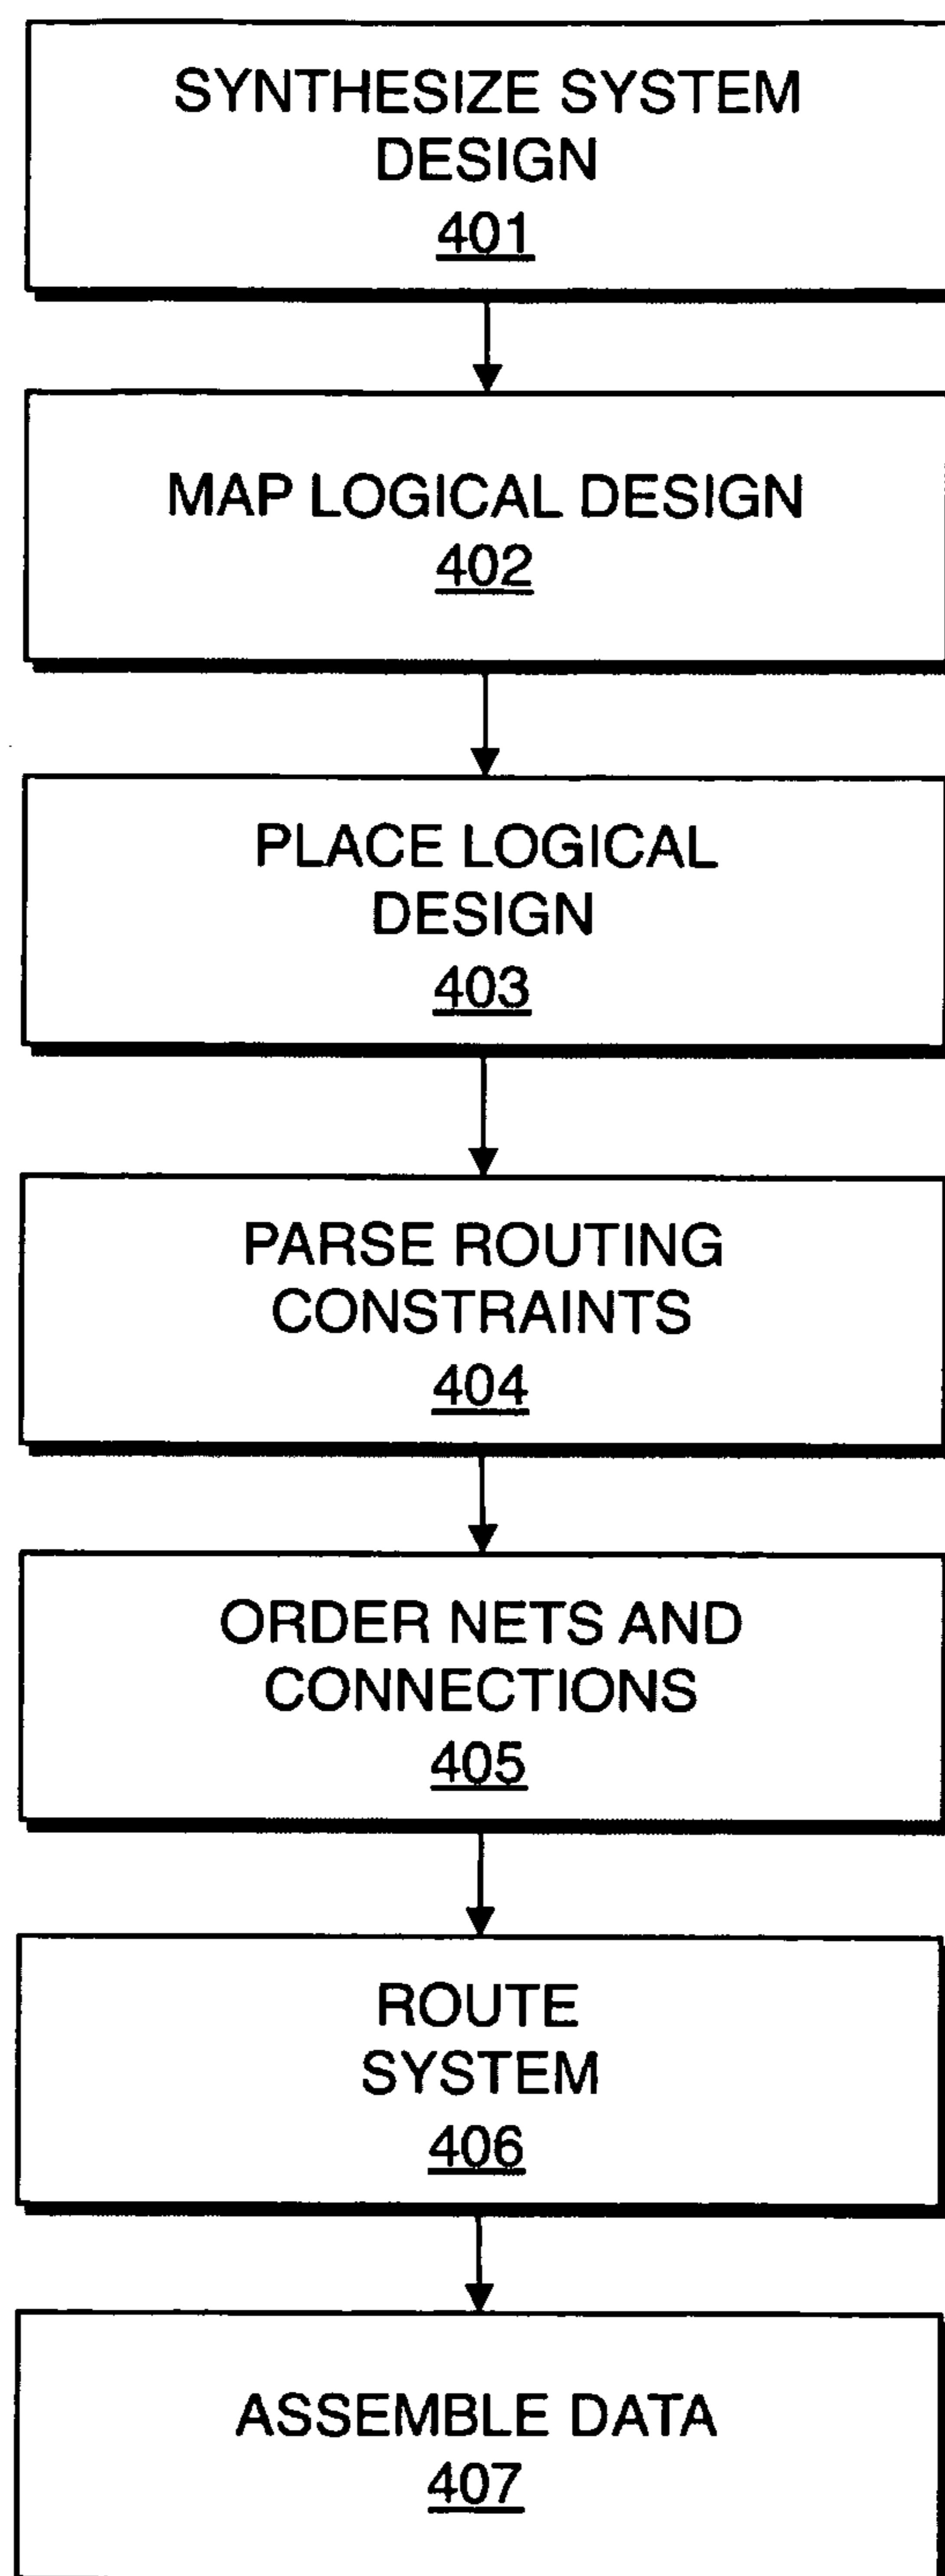 SYNTHESIZE SYSTEM
DESIGN
401
MAP LOGICAL DESIGN
402
PLACE LOGICAL
DESIGN
403
PARSE ROUTING
CONSTRAINTS
404
ORDER NETS AND
CONNECTIONS
405
ROUTE
SYSTEM
406
ASSEMBLE DATA
407